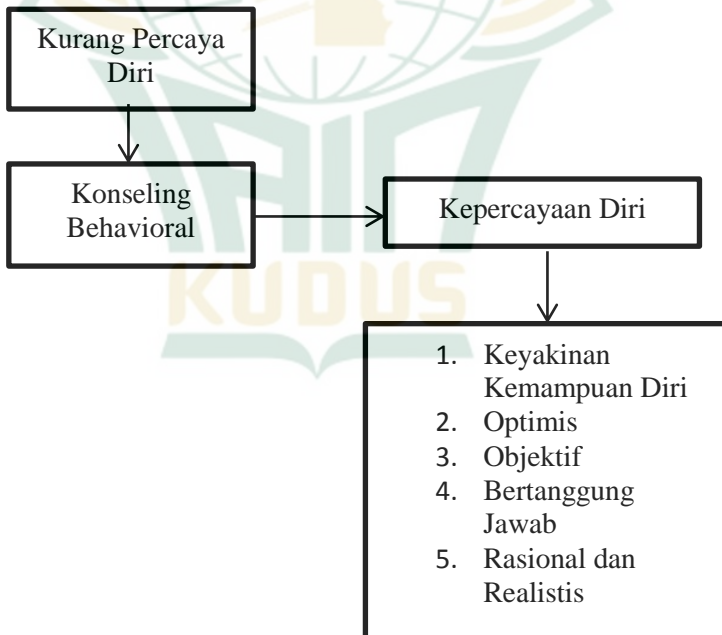 Kurang Percaya
Diri
Konseling
Behavioral
Kepercayaan Diri
IAIN
KUDUS
1. Keyakinan
Kemampuan Diri
2. Optimis
3. Objektif
4. Bertanggung
Jawab
5. Rasional dan
Realistis